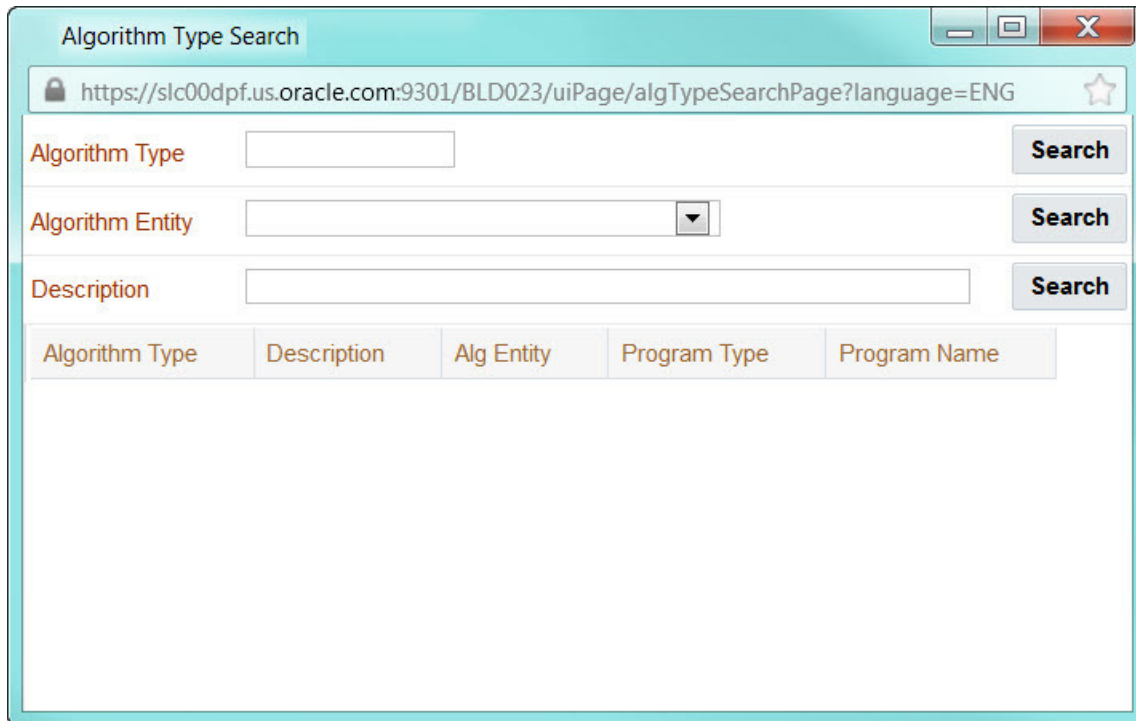 Algorithm Type Search
https://slc00dpf.us.oracle.com:9301/BLD023/uiPage/algTypeSearchPage?language=ENG
Algorithm Type Search
Algorithm Entity Search
Description Search
Algorithm Type Description Alg Entity Program Type Program Name